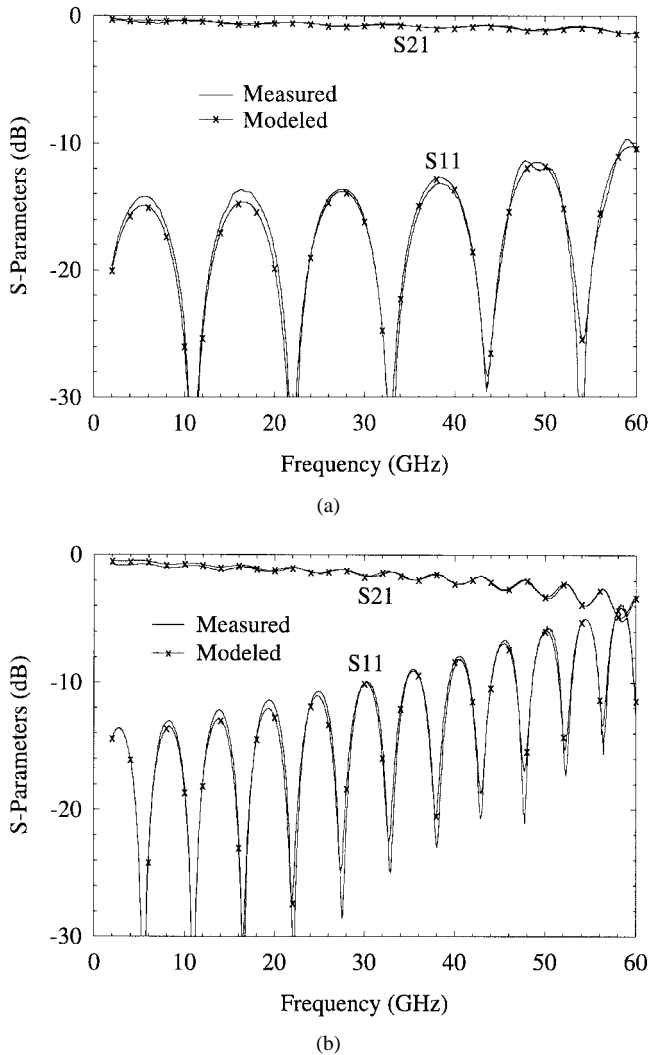 0
S21
Measured
Modeled
-10
S11
S-Parameters (dB)
-20
-30
0 10 20 30 40 50 60
Frequency (GHz)
(a)
0
S21
Measured
Modeled
S11
-10
S-Parameters (dB)
-20
-30
0 10 20 30 40 50 60
Frequency (GHz)
(b)